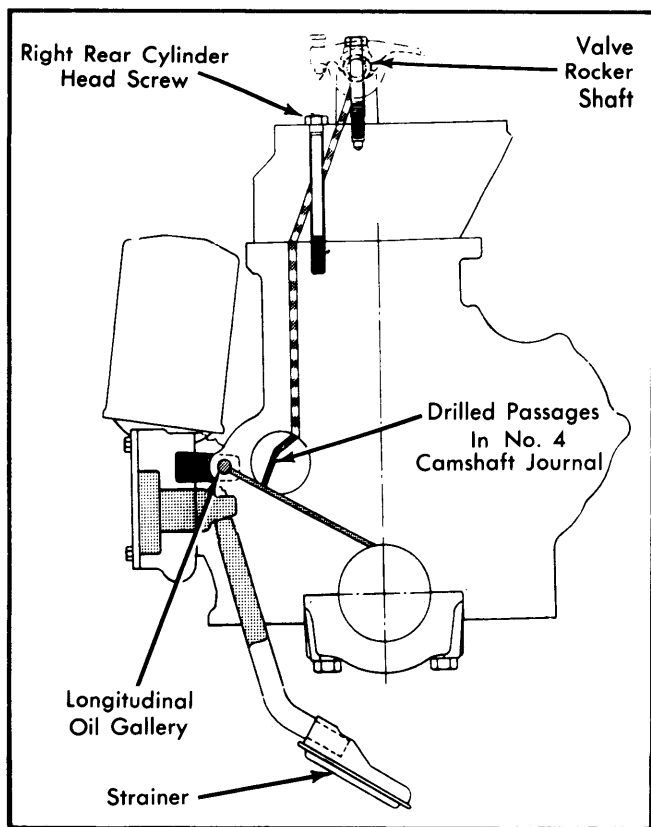 Right Rear Cylinder
Head Screw
Valve
Rocker
Shaft
Drilled Passages
In No. 4
Camshaft Journal
Longitudinal
Oil Gallery
Strainer